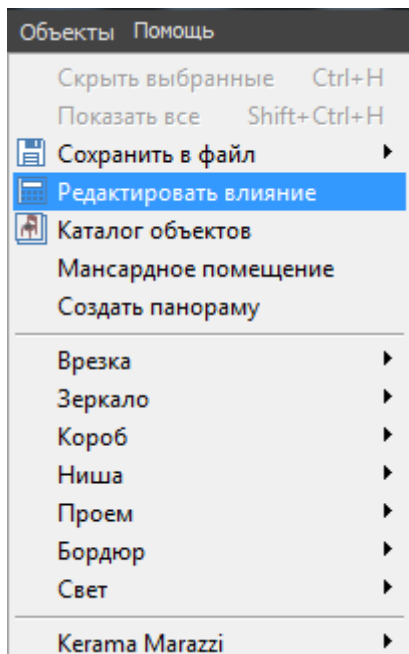 Объекты Помощь
Скрыть выбранные Ctrl+H
Показать все Shift+Ctrl+H
Сохранить в файл
Редактировать влияние
Каталог объектов
Мансардное помещение
Создать панораму
Врезка
Зеркало
Короб
Ниша
Проем
Бордюр
Свет
Kerama Marazzi